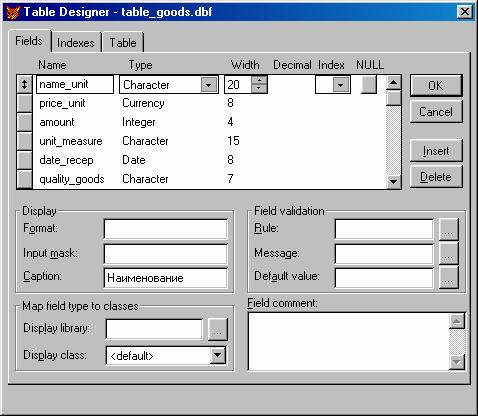 Table Designer - table_goods.dbf
Fields Indexes Table
Name Type Width Decimal Index NULL
name_unit Character 20
price_unit Currency 8
amount Integer 4
unit_measure Character 15
date_recep Date 8
quality_goods Character 7
OK
Cancel
Insert
Delete
Display
Format:
Input mask:
Caption: Наименование
Field validation
Rule: ...
Message: ...
Default value: ...
Map field type to classes
Display library: ...
Display class: <default>
Field comment: